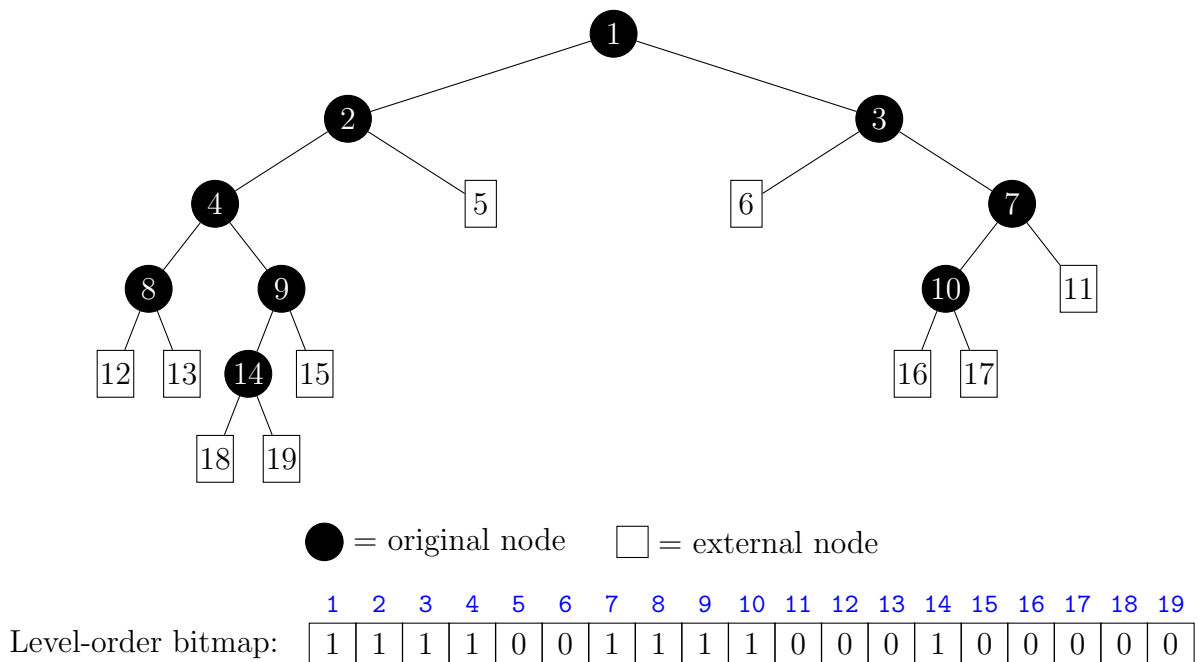 1
2 3
4 5 6 7
8 9 10 11
12 13 14 15 16 17
18 19
= original node = external node
1 2 3 4 5 6 7 8 9 10 11 12 13 14 15 16 17 18 19
Level-order bitmap: 1 1 1 1 0 0 1 1 1 1 0 0 0 1 0 0 0 0 0